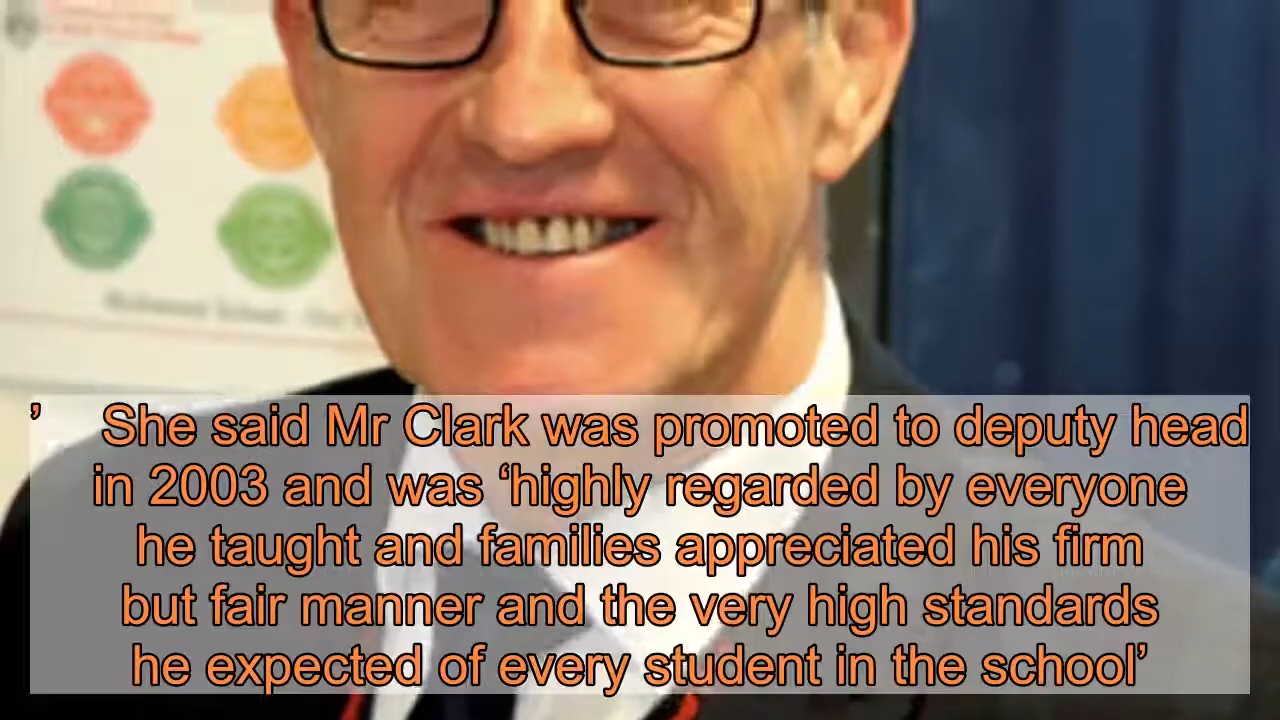 ’ She said Mr Clark was promoted to deputy head
in 2003 and was ‘highly regarded by everyone
he taught and families appreciated his firm
but fair manner and the very high standards
he expected of every student in the school’